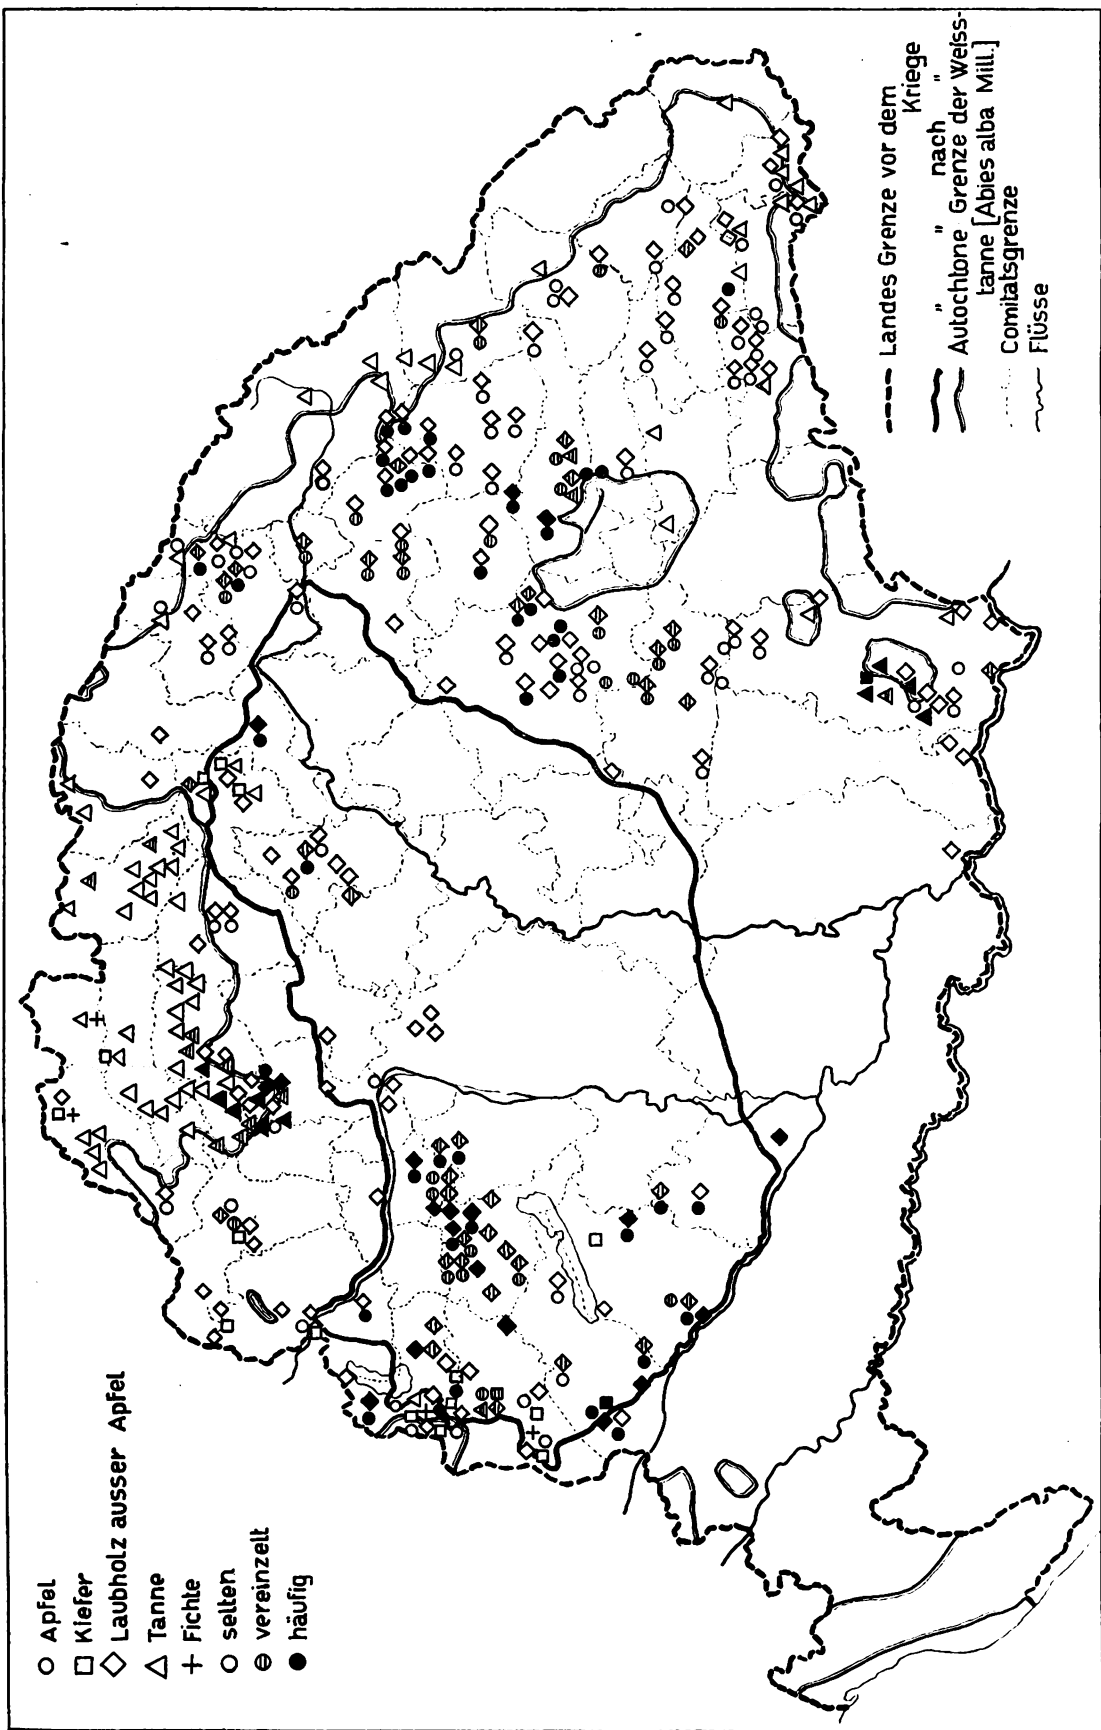 ○ Apfel
□ Kiefer
◇ Laubholz ausser Apfel
△ Tanne
+ Fichte
○ selten
◍ vereinzelt
● häufig
Landes Grenze vor dem
Kriege
" " nach "
Autochtone Grenze der Weiss-
tanne [Abies alba Mill.]
Comitatsgrenze
Flüsse